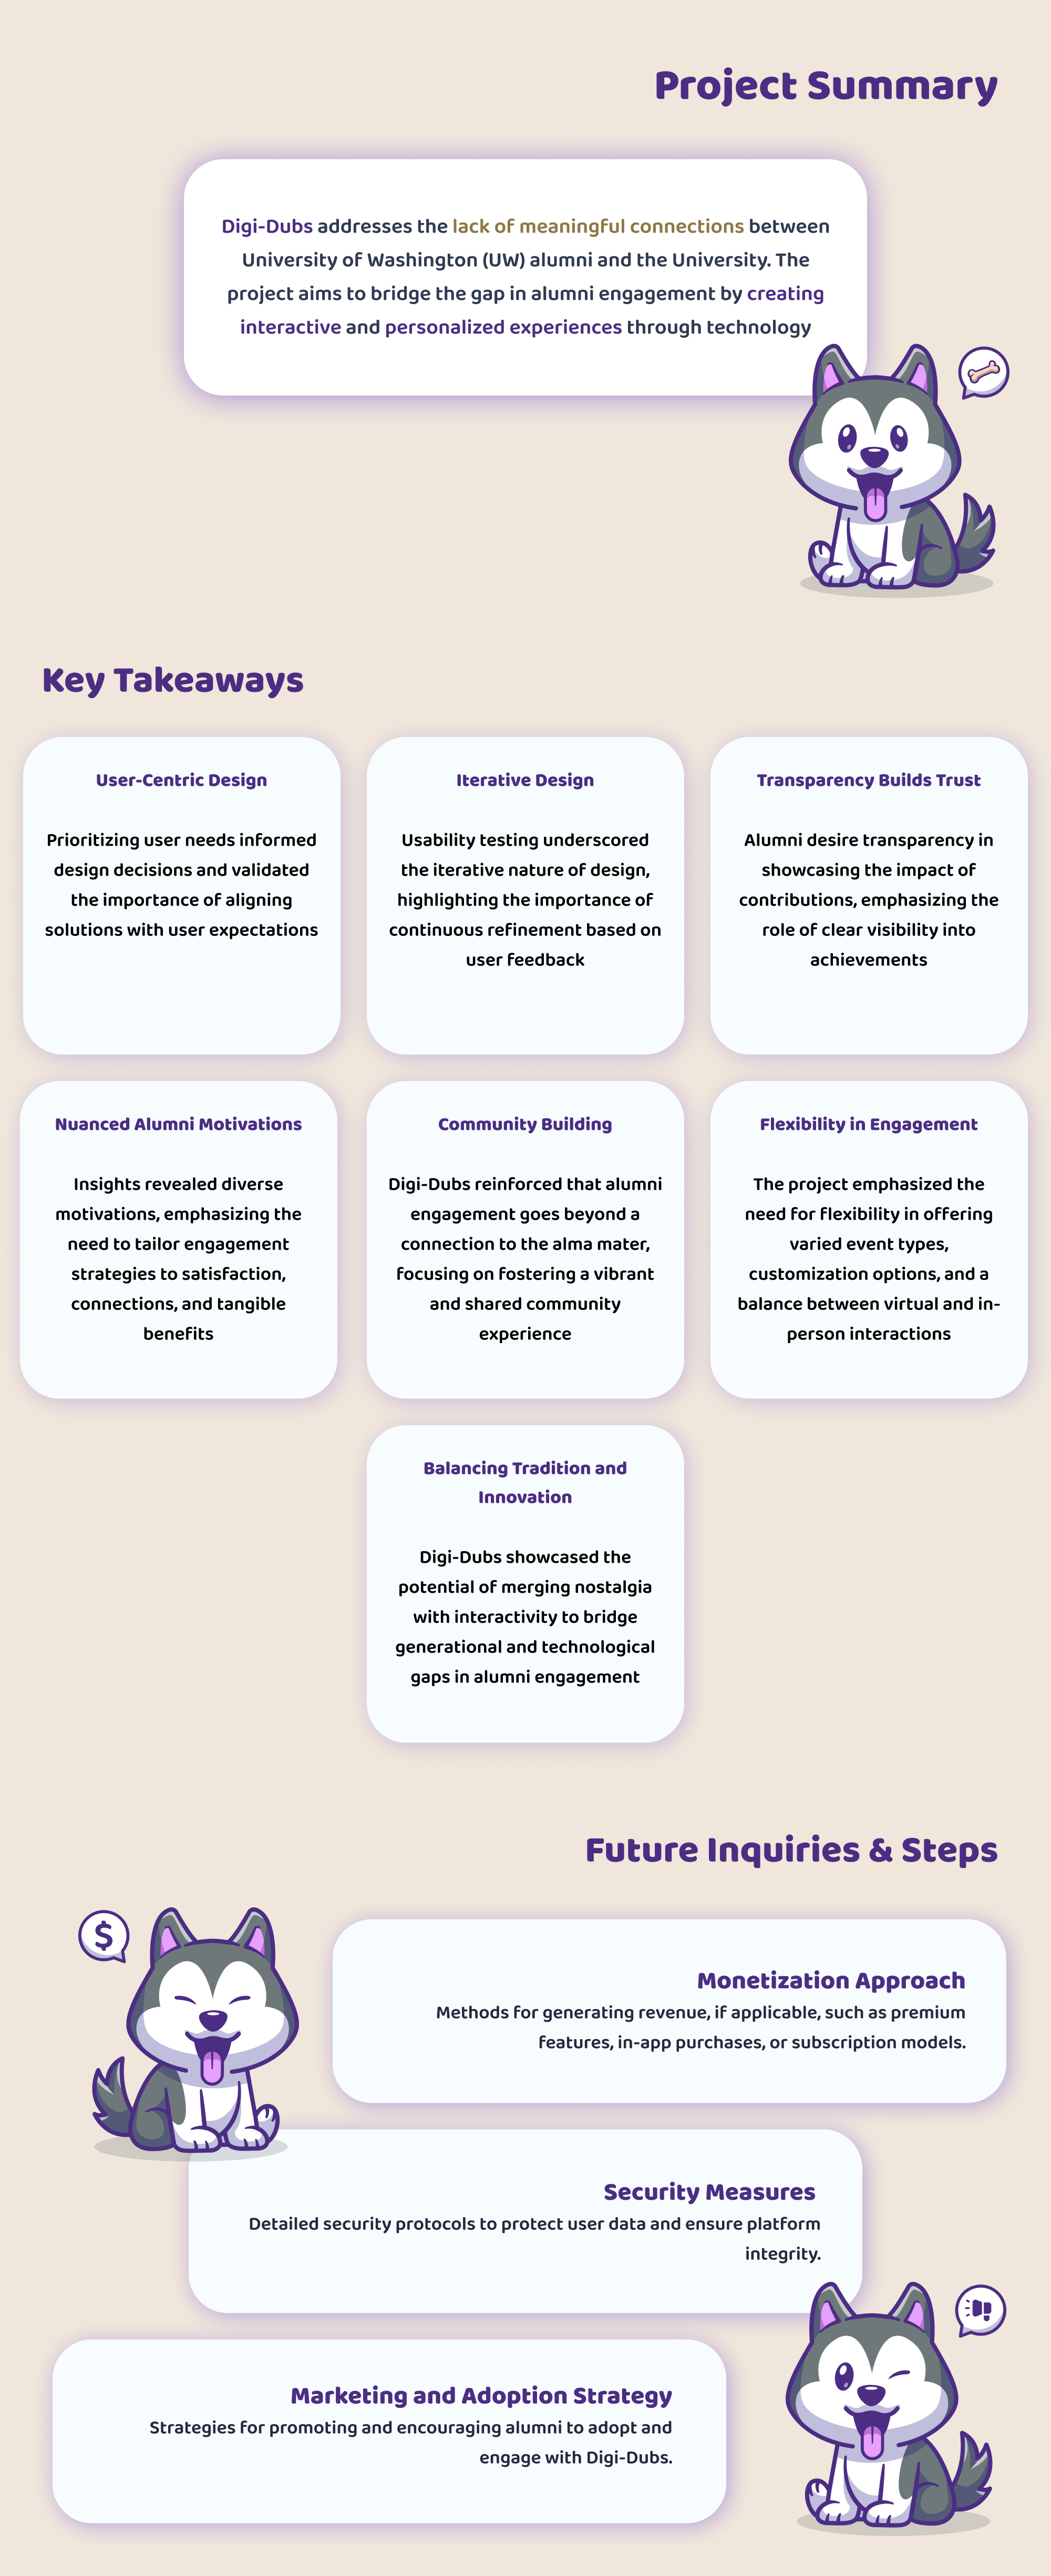 Project Summary
Digi-Dubs addresses the lack of meaningful connections between
University of Washington (UW) alumni and the University. The
project aims to bridge the gap in alumni engagement by creating
interactive and personalized experiences through technology
Key Takeaways
User-Centric Design
Prioritizing user needs informed
design decisions and validated
the importance of aligning
solutions with user expectations
Iterative Design
Usability testing underscored
the iterative nature of design,
highlighting the importance of
continuous refinement based on
user feedback
Transparency Builds Trust
Alumni desire transparency in
showcasing the impact of
contributions, emphasizing the
role of clear visibility into
achievements
Nuanced Alumni Motivations
Insights revealed diverse
motivations, emphasizing the
need to tailor engagement
strategies to satisfaction,
connections, and tangible
benefits
Community Building
Digi-Dubs reinforced that alumni
engagement goes beyond a
connection to the alma mater,
focusing on fostering a vibrant
and shared community
experience
Flexibility in Engagement
The project emphasized the
need for flexibility in offering
varied event types,
customization options, and a
balance between virtual and in-
person interactions
Balancing Tradition and
Innovation
Digi-Dubs showcased the
potential of merging nostalgia
with interactivity to bridge
generational and technological
gaps in alumni engagement
Future Inquiries & Steps
$
Monetization Approach
Methods for generating revenue, if applicable, such as premium
features, in-app purchases, or subscription models.
Security Measures
Detailed security protocols to protect user data and ensure platform
integrity.
Marketing and Adoption Strategy
Strategies for promoting and encouraging alumni to adopt and
engage with Digi-Dubs.